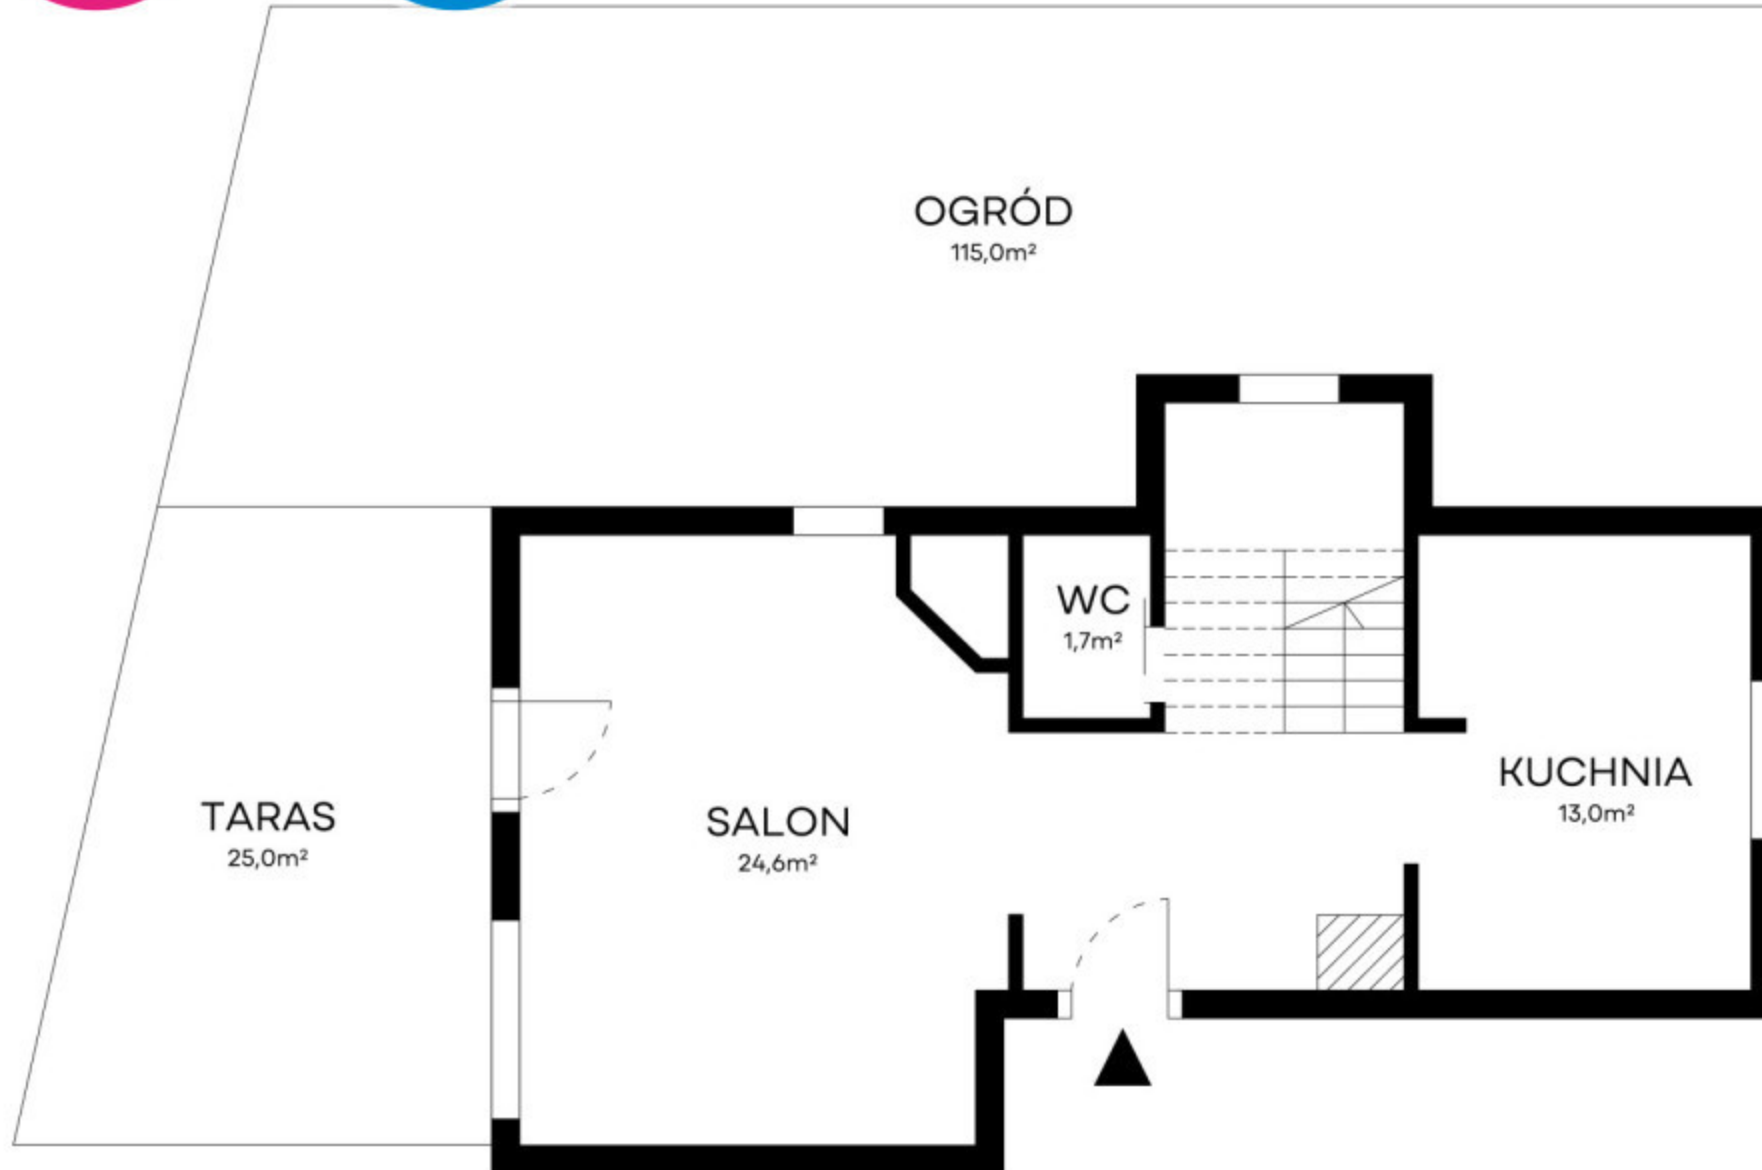 OGRÓD
115,0m²
WC
1,7m²
KUCHNIA
13,0m²
TARAS
25,0m²
SALON
24,6m²